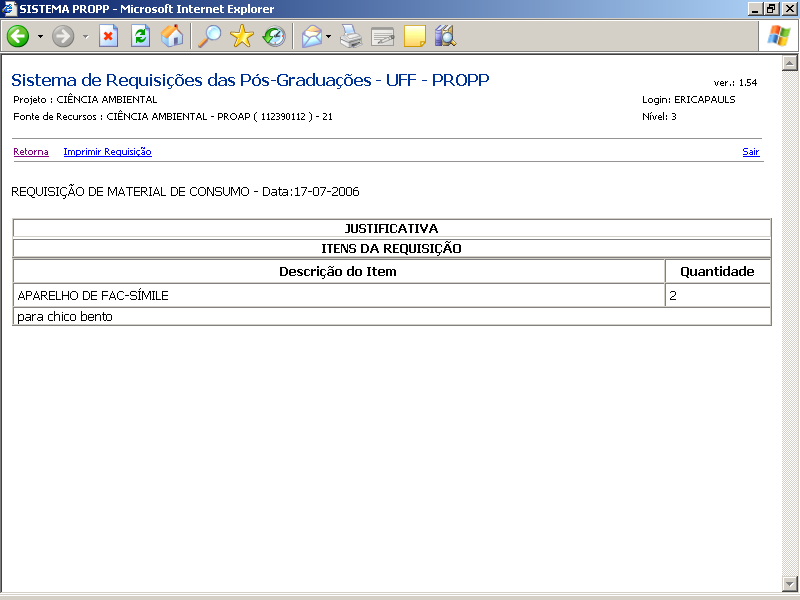 SISTEMA PROPP - Microsoft Internet Explorer
Sistema de Requisições das Pós-Graduações - UFF - PROPP
ver.: 1.54
Projeto : CIÊNCIA AMBIENTAL
Login: ERICAPAULS
Fonte de Recursos : CIÊNCIA AMBIENTAL - PROAP ( 112390112 ) - 21
Nível: 3
Retorna Imprimir Requisição Sair
REQUISIÇÃO DE MATERIAL DE CONSUMO - Data:17-07-2006
JUSTIFICATIVA
ITENS DA REQUISIÇÃO
Descrição do Item Quantidade
APARELHO DE FAC-SÍMILE 2
para chico bento